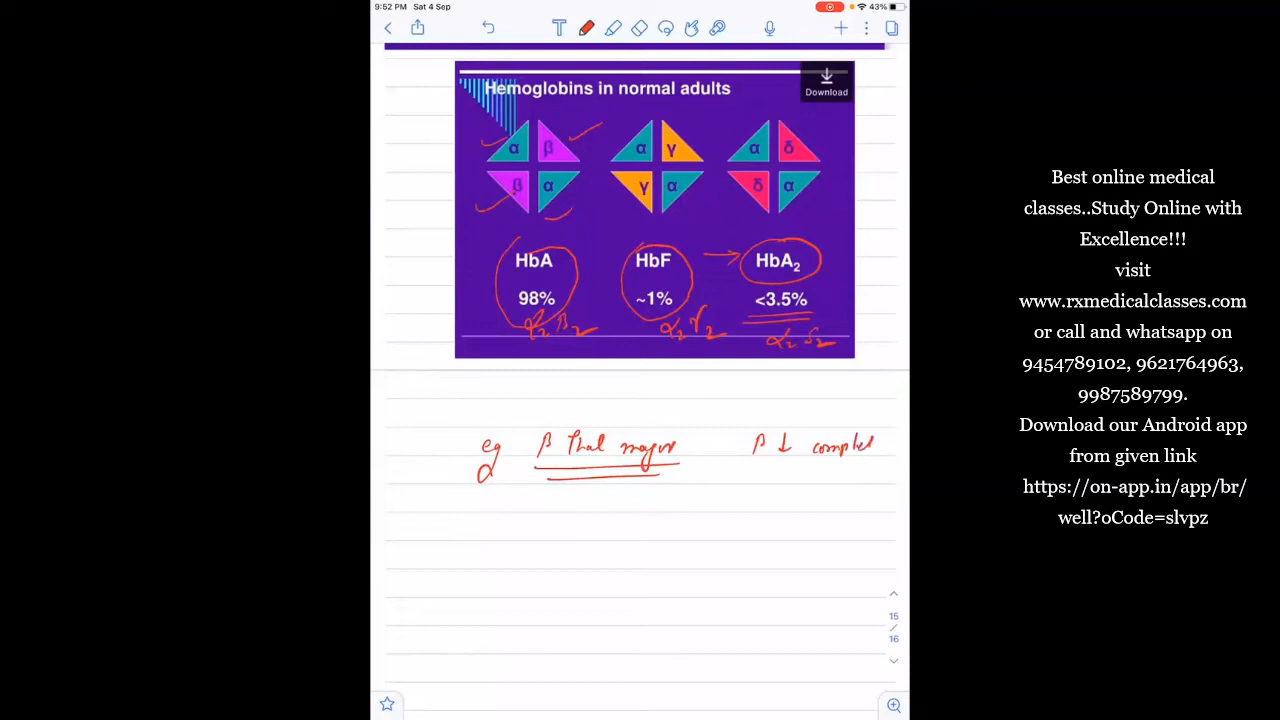 9:52 PM Sat 4 Sep
43%
Hemoglobins in normal adults
Download
α β α γ α δ
β α γ α δ α
HbA HbF HbA₂
98% ~1% <3.5%
α₂ β₂ α₂ γ₂ α₂ δ₂
eg β Thal major β ↓ complet
α
15
/
16
Best online medical
classes..Study Online with
Excellence!!!
visit
www.rxmedicalclasses.com
or call and whatsapp on
9454789102, 9621764963,
9987589799.
Download our Android app
from given link
https://on-app.in/app/br/
well?oCode=slvpz